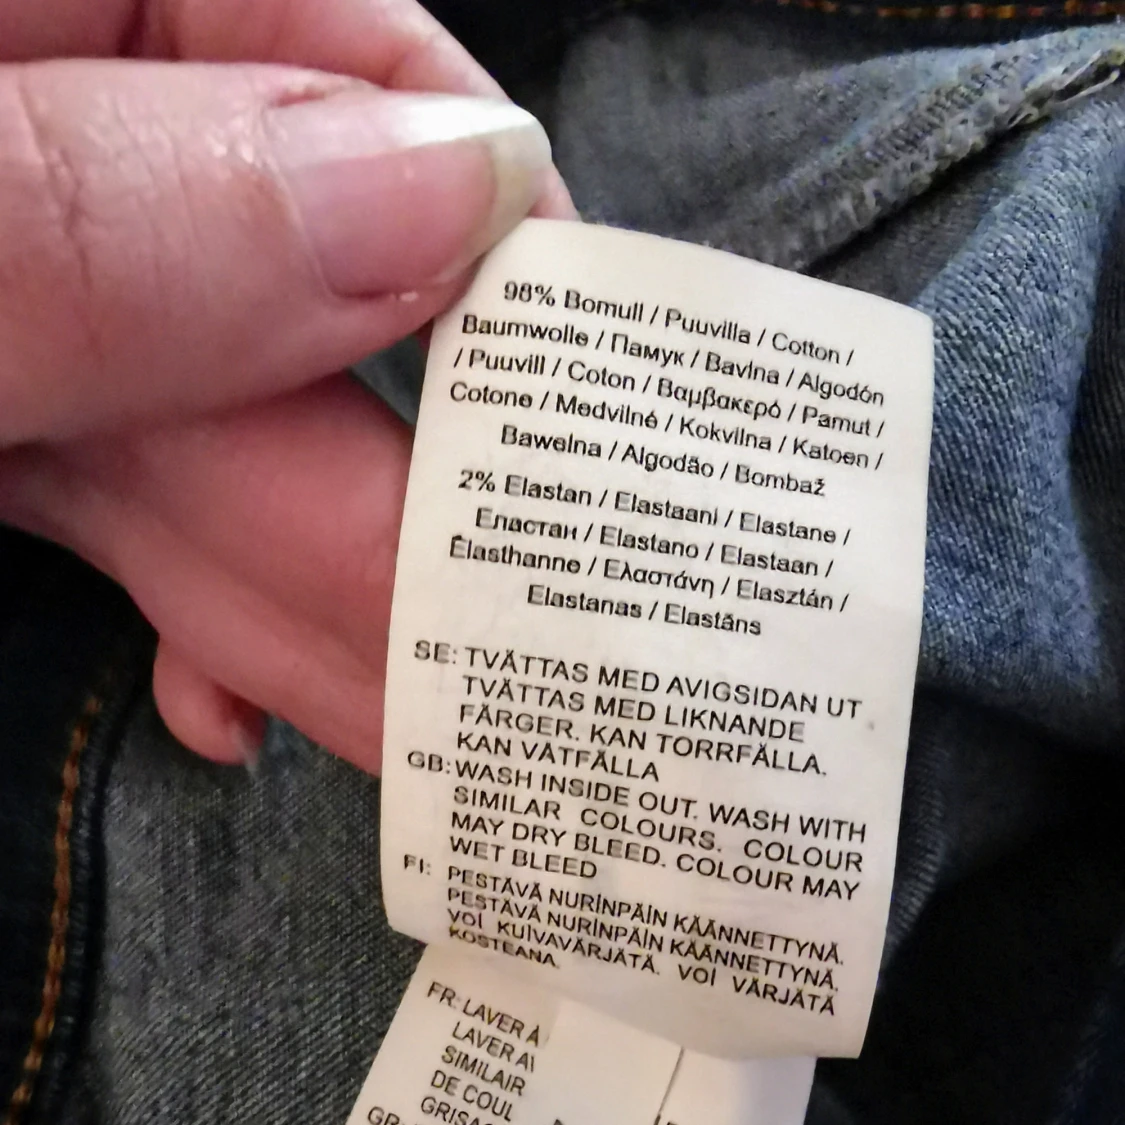 98% Bomull / Puuvilla / Cotton /
Baumwolle / Памук / Bavlna / Algodón
/ Puuvill / Coton / Βαμβακερό / Pamut /
Cotone / Medvilnė / Kokvilna / Katoen /
Bawełna / Algodão / Bombaž
2% Elastan / Elastaani / Elastane /
Еластан / Elastano / Elastaan /
Élasthanne / Ελαστάνη / Elasztán /
Elastanas / Elastāns
SE: TVÄTTAS MED AVIGSIDAN UT
TVÄTTAS MED LIKNANDE
FÄRGER. KAN TORRFÄLLA.
KAN VÅTFÄLLA
GB: WASH INSIDE OUT. WASH WITH
SIMILAR COLOURS. COLOUR
MAY DRY BLEED. COLOUR MAY
WET BLEED
FI: PESTÄVÄ NURINPÄIN KÄÄNNETTYNÄ.
PESTÄVÄ NURINPÄIN KÄÄNNETTYNÄ.
VOI KUIVAVÄRJÄTÄ. VOI VÄRJÄTÄ
KOSTEANA.
FR: LAVER À
LAVER
SIMILAIR
DE COUL